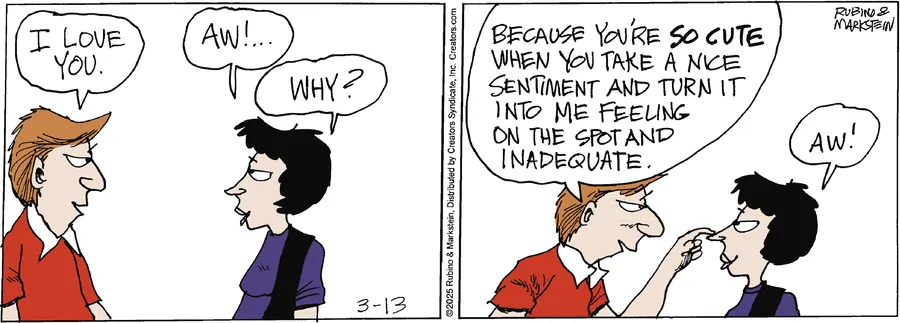 I LOVE
YOU.
AW!...
WHY?
3-13
©2025 Rubino & Markstein, Distributed by Creators Syndicate, Inc. Creators.com
BECAUSE YOU'RE SO CUTE
WHEN YOU TAKE A NICE
SENTIMENT AND TURN IT
INTO ME FEELING
ON THE SPOT AND
INADEQUATE.
AW!
RUBINO &
MARKSTEIN